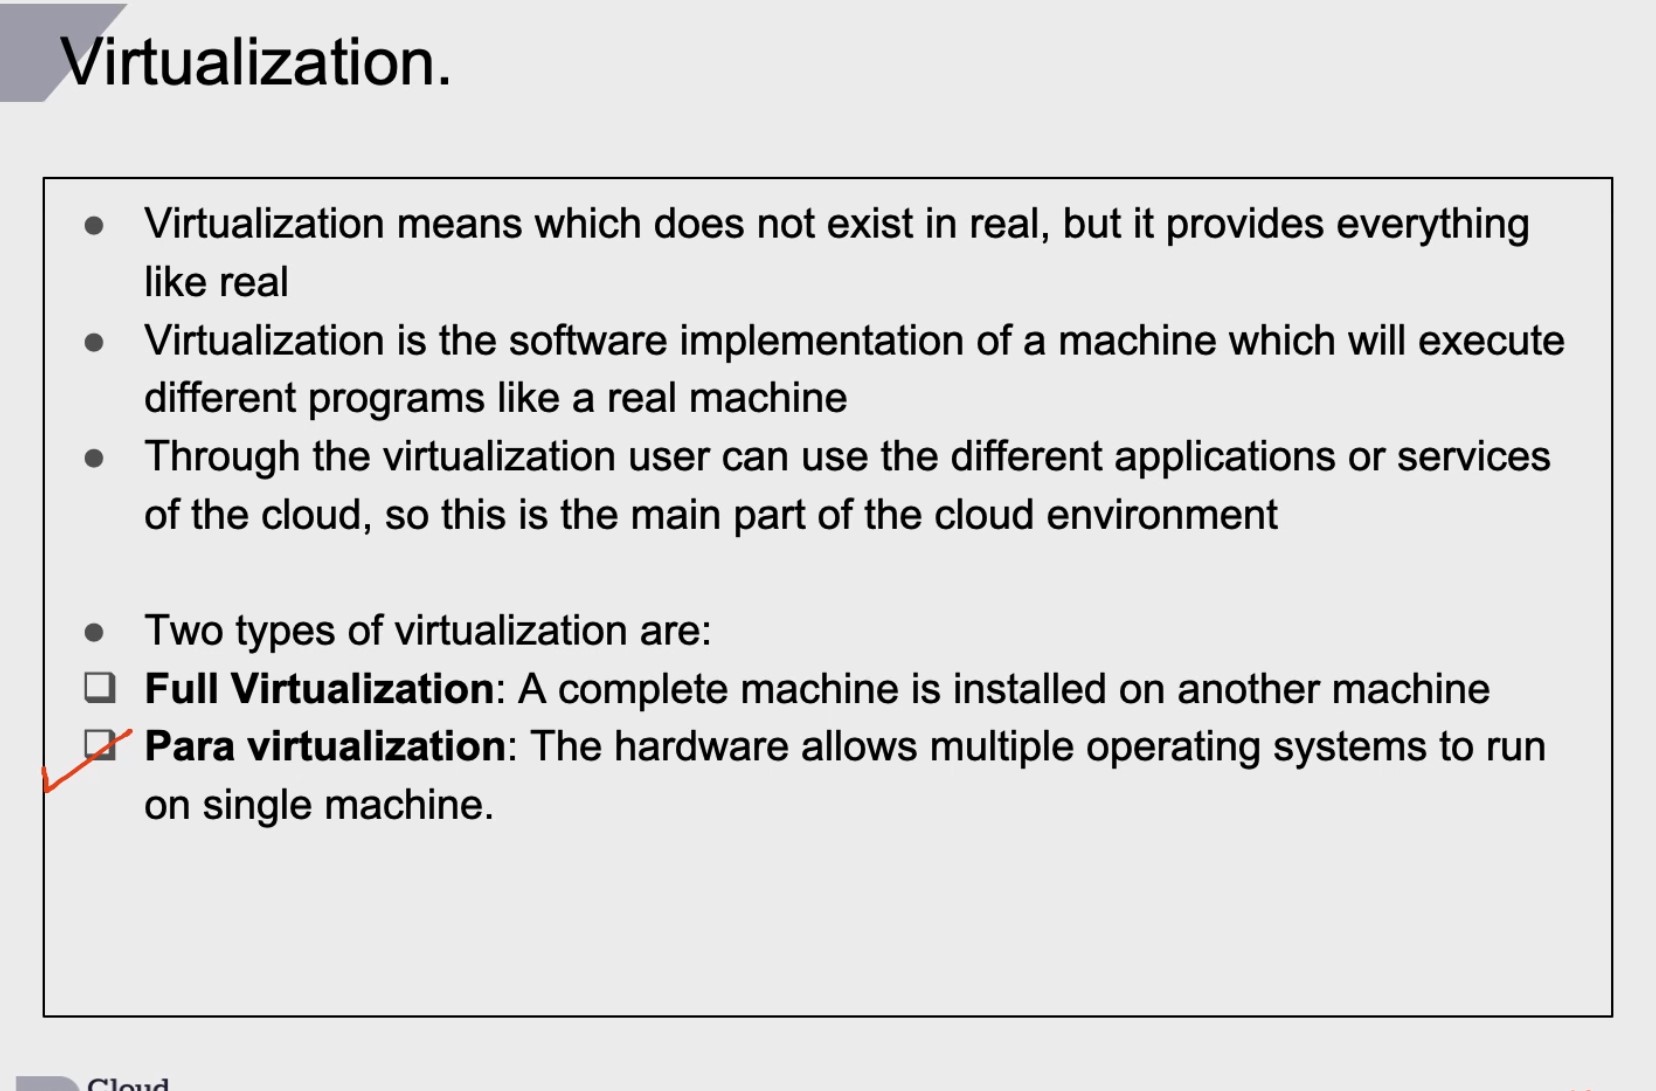 Virtualization.
● Virtualization means which does not exist in real, but it provides everything
like real
● Virtualization is the software implementation of a machine which will execute
different programs like a real machine
● Through the virtualization user can use the different applications or services
of the cloud, so this is the main part of the cloud environment
● Two types of virtualization are:
❑ Full Virtualization: A complete machine is installed on another machine
❑ Para virtualization: The hardware allows multiple operating systems to run
on single machine.
Cloud